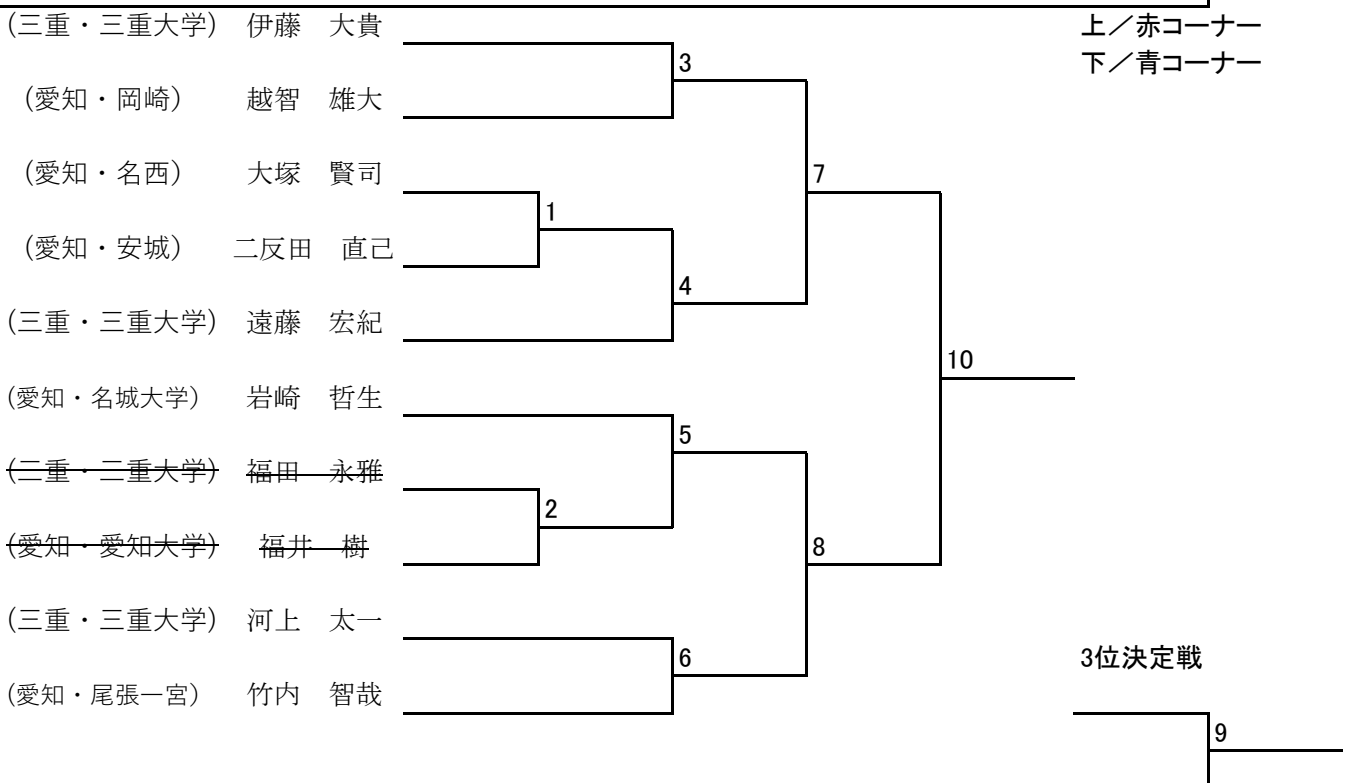 (三重・三重大学) 伊藤 大貴
上／赤コーナー
3
下／青コーナー
(愛知・岡崎) 越智 雄大
(愛知・名西) 大塚 賢司
7
1
(愛知・安城) 二反田 直己
4
(三重・三重大学) 遠藤 宏紀
10
(愛知・名城大学) 岩崎 哲生
5
(三重・三重大学) 福田 永雅
2
(愛知・愛知大学) 福井 樹
8
(三重・三重大学) 河上 太一
6
3位決定戦
(愛知・尾張一宮) 竹内 智哉
9